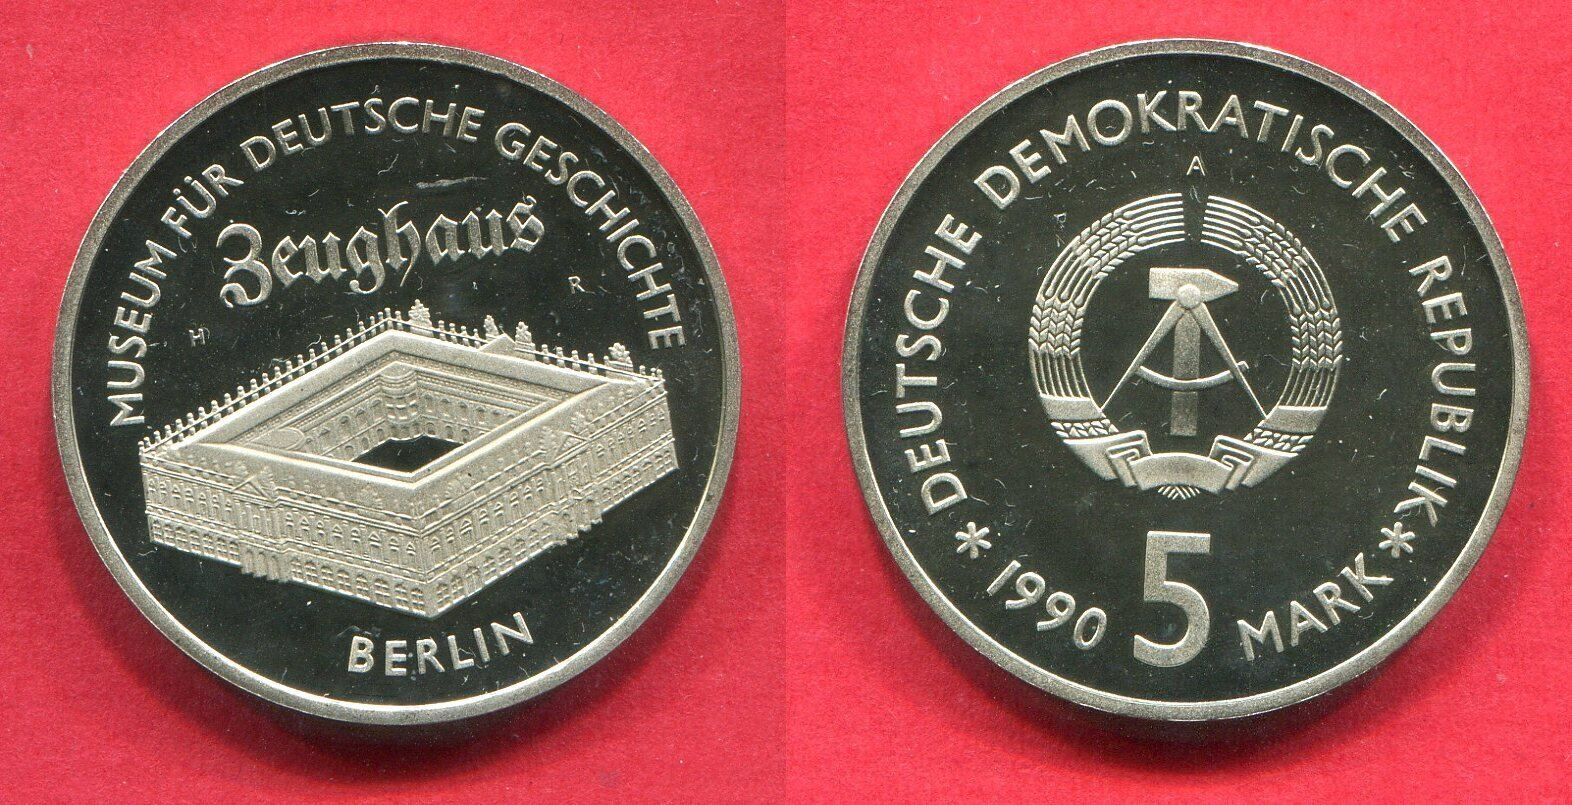 MUSEUM FÜR DEUTSCHE GESCHICHTE
Zeughaus
H R
BERLIN
A
DEUTSCHE DEMOKRATISCHE REPUBLIK
* 1990 5 MARK *